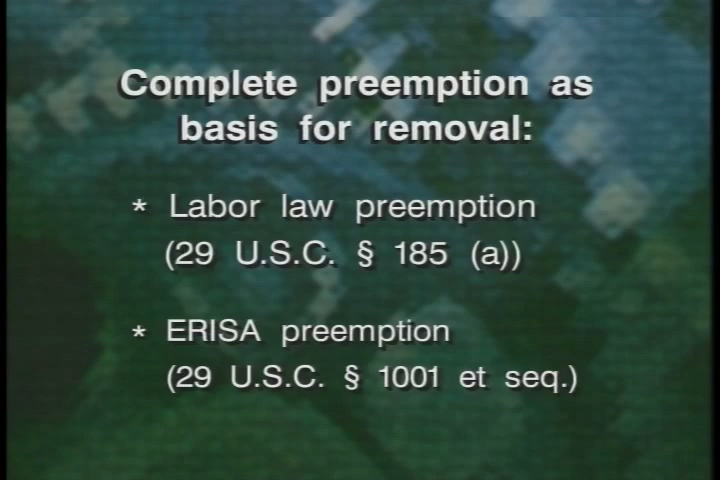 Complete preemption as
basis for removal:
* Labor law preemption
(29 U.S.C. § 185 (a))
* ERISA preemption
(29 U.S.C. § 1001 et seq.)